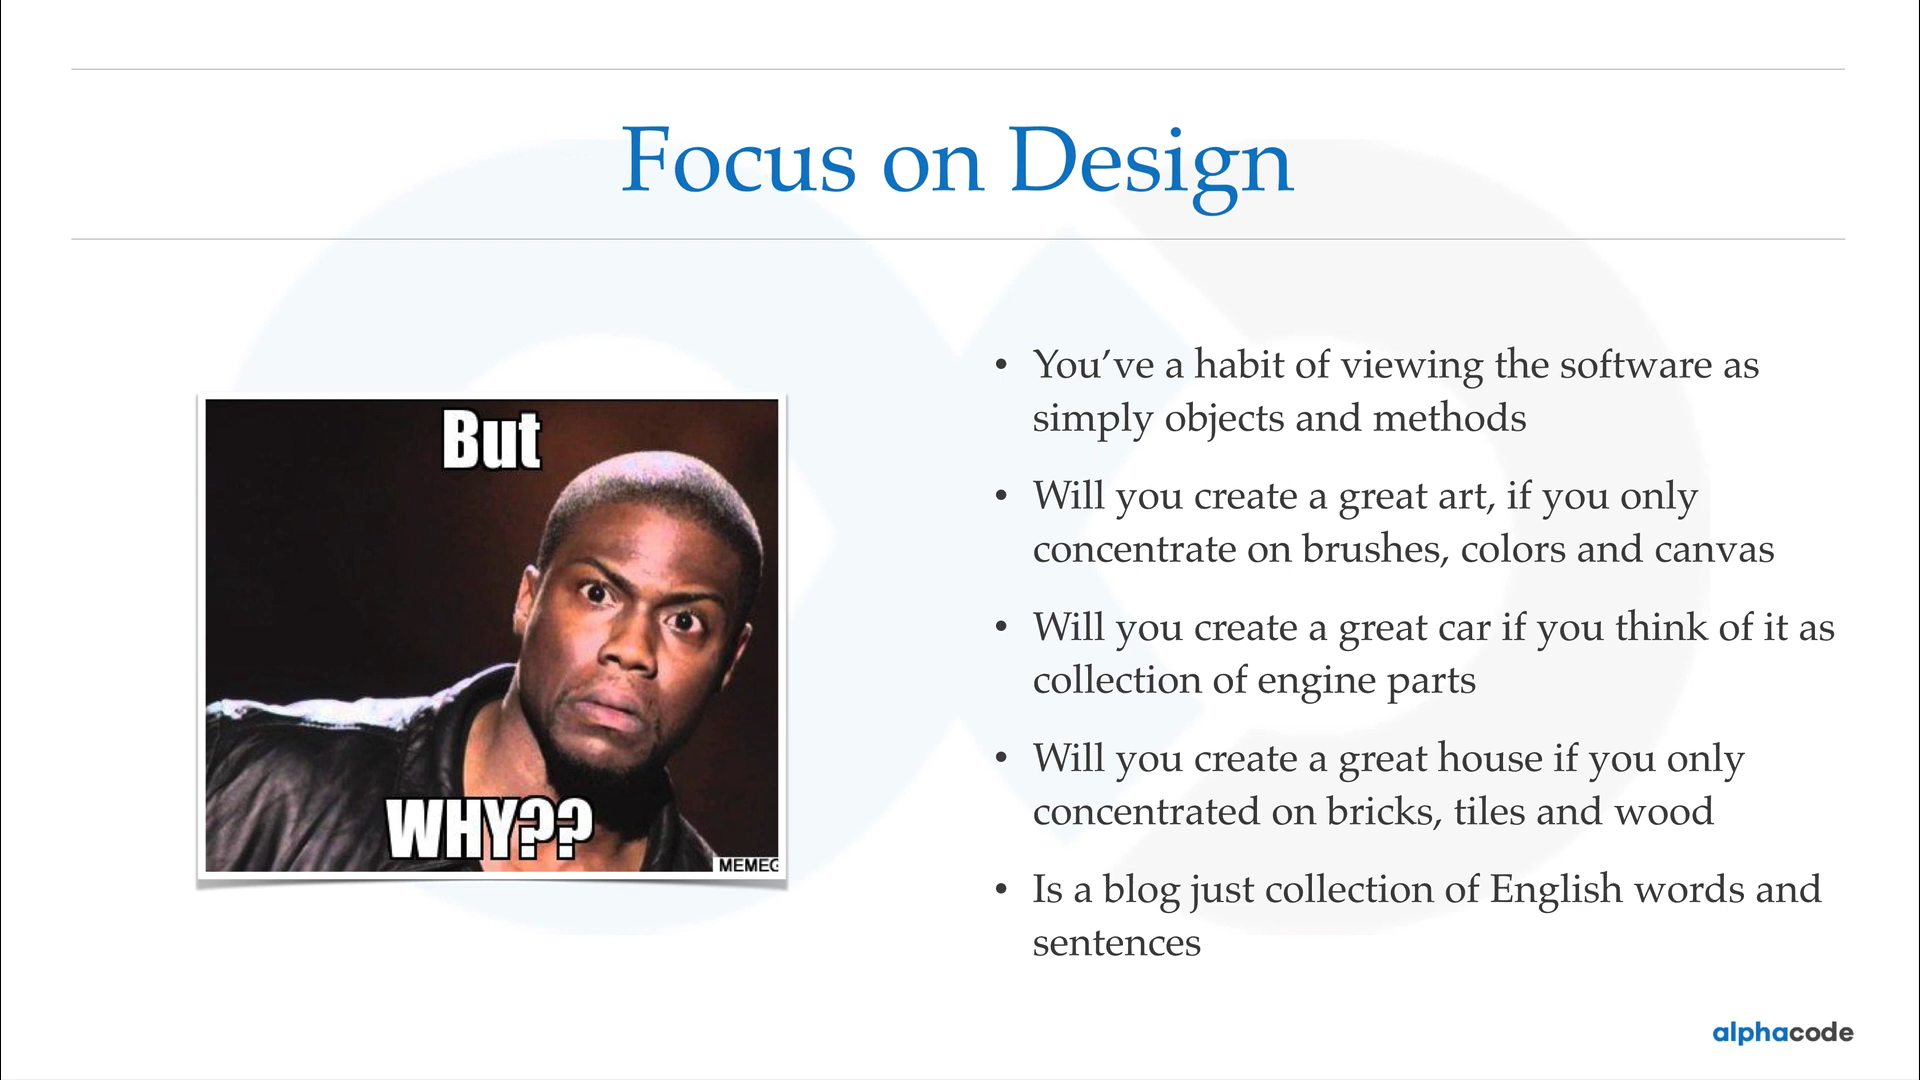 Focus on Design
But
WHY??
MEMEG
• You’ve a habit of viewing the software as
simply objects and methods
• Will you create a great art, if you only
concentrate on brushes, colors and canvas
• Will you create a great car if you think of it as
collection of engine parts
• Will you create a great house if you only
concentrated on bricks, tiles and wood
• Is a blog just collection of English words and
sentences
alphacode